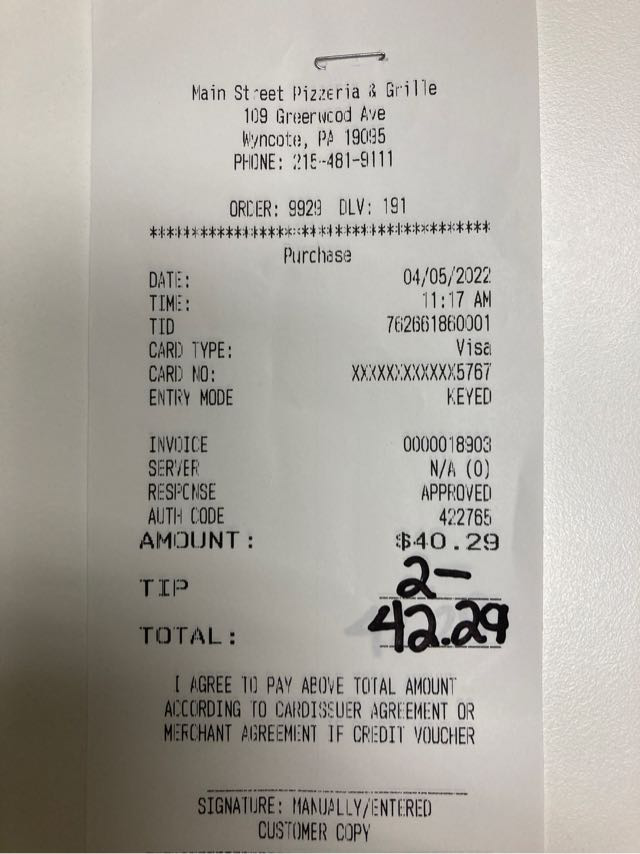 Main Street Pizzeria & Grille
109 Greenwood Ave
Wyncote, PA 19095
PHONE: 215-481-9111
ORDER: 9929 DLV: 191
****************************************
Purchase
DATE: 04/05/2022
TIME: 11:17 AM
TID 762661860001
CARD TYPE: Visa
CARD NO: XXXXXXXXXXXX5767
ENTRY MODE KEYED
INVOICE 0000018903
SERVER N/A (0)
RESPONSE APPROVED
AUTH CODE 422765
AMOUNT: $40.29
TIP 2-
TOTAL: 42.29
I AGREE TO PAY ABOVE TOTAL AMOUNT
ACCORDING TO CARDISSUER AGREEMENT OR
MERCHANT AGREEMENT IF CREDIT VOUCHER
SIGNATURE: MANUALLY/ENTERED
CUSTOMER COPY